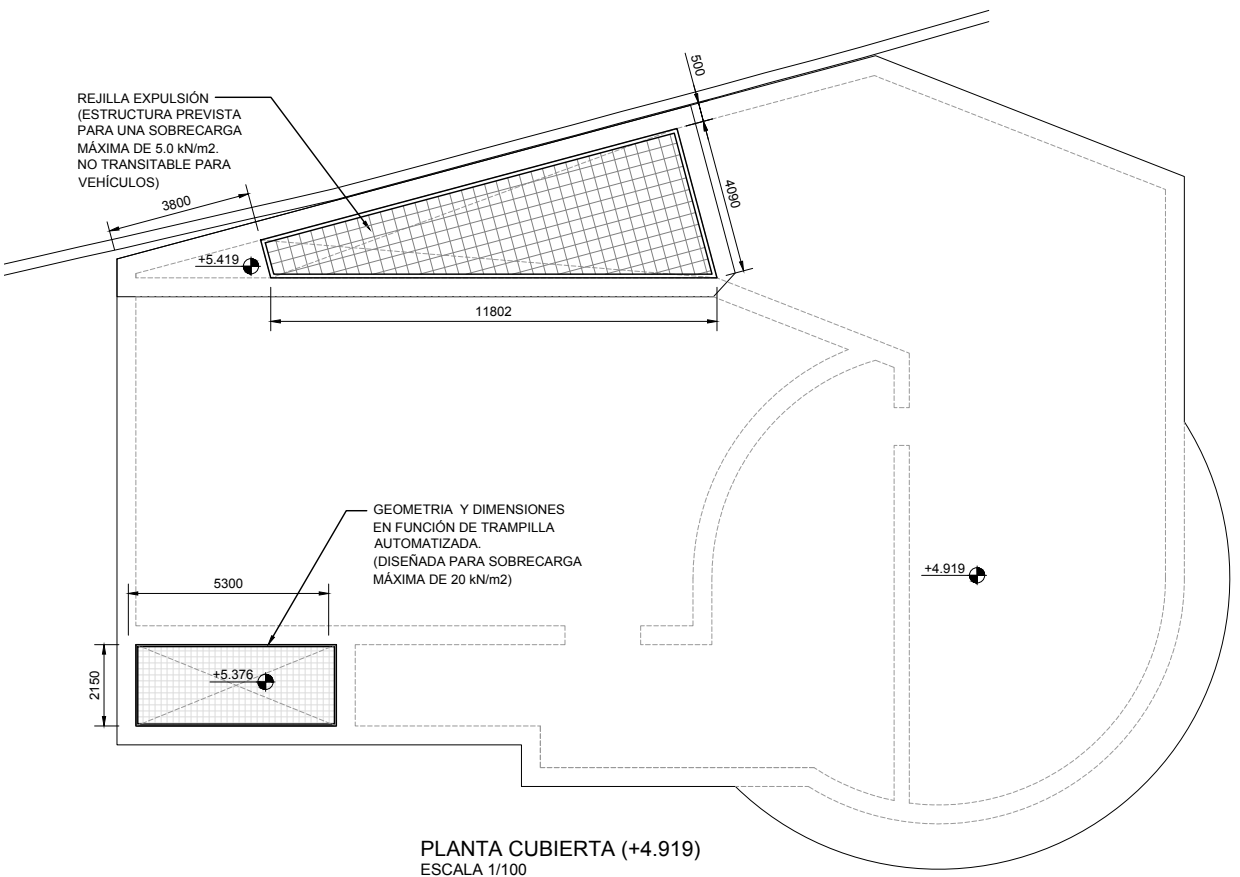 500
REJILLA EXPULSIÓN
(ESTRUCTURA PREVISTA
PARA UNA SOBRECARGA
MÁXIMA DE 5.0 kN/m2.
NO TRANSITABLE PARA
VEHÍCULOS)
3800
4090
+5.419
11802
GEOMETRIA Y DIMENSIONES
EN FUNCIÓN DE TRAMPILLA
AUTOMATIZADA.
(DISEÑADA PARA SOBRECARGA
MÁXIMA DE 20 kN/m2)
5300
+4.919
2150
+5.376
PLANTA CUBIERTA (+4.919)
ESCALA 1/100